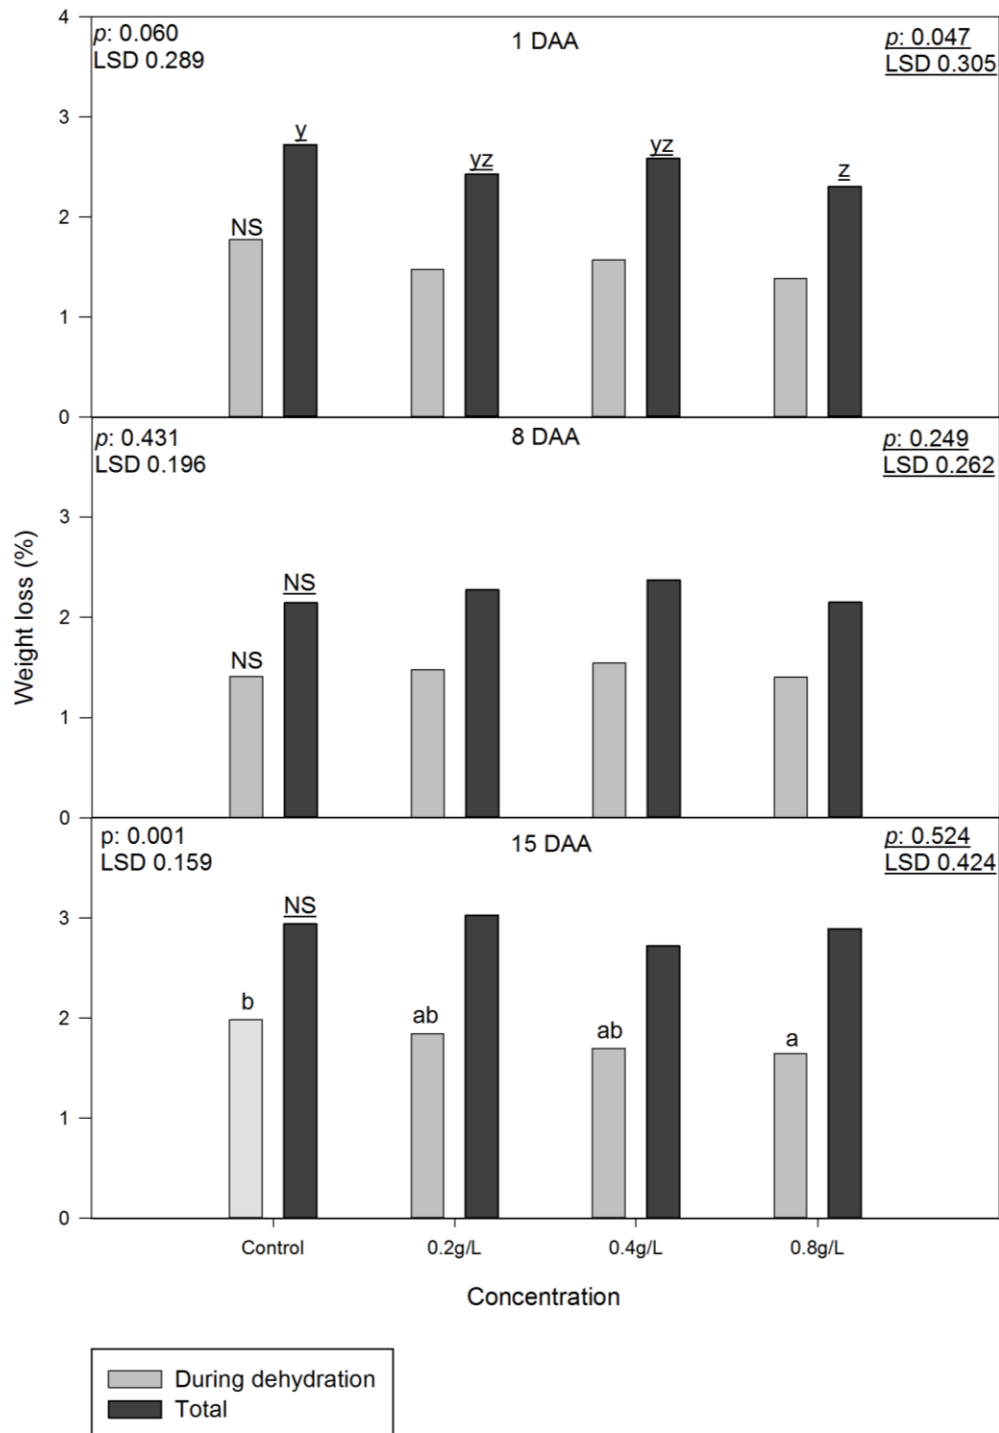 4
p: 0.060
LSD 0.289
1 DAA
p: 0.047
LSD 0.305
3
y
yz
yz
z
2
NS
1
0
p: 0.431
LSD 0.196
8 DAA
p: 0.249
LSD 0.262
3
NS
2
NS
1
0
p: 0.001
LSD 0.159
15 DAA
p: 0.524
LSD 0.424
3
NS
2
b
ab
ab
a
1
0
Weight loss (%)
Control
0.2g/L
0.4g/L
0.8g/L
Concentration
During dehydration
Total